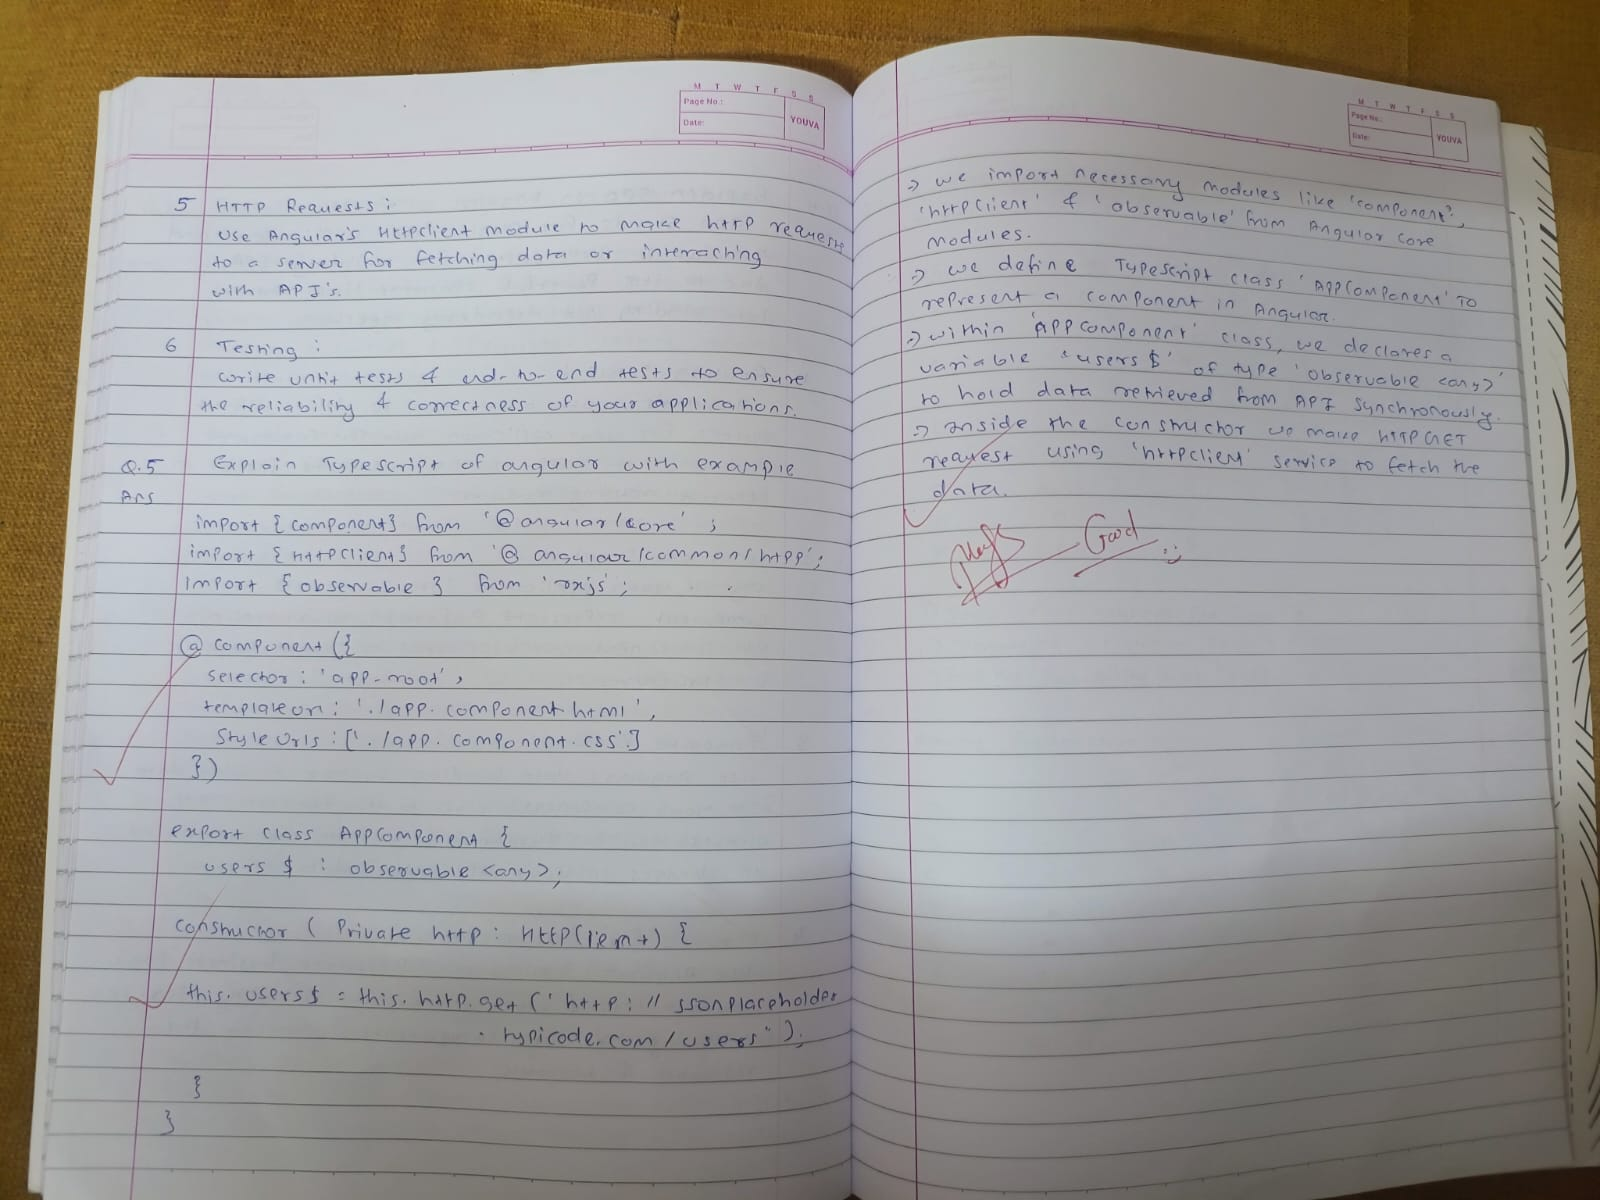 M T W T F S S
Page No.:
Date:
YOUVA
5 HTTP Requests :
Use Angular's HttpClient module to make http requests
to a server for fetching data or interaching
with API's.
6 Testing :
write unit tests & end-to-end tests to ensure
the reliability & correctness of your applications.
Q.5 Explain Typescript of angular with example
Ans
import { component } from '@angular/core' ;
import { HttpClient } from '@angular/common/http' ;
Import { observable } from 'rxjs' ;
@ component ({
selector : 'app-root' ,
templateurl : './app.component.html' ,
StyleUrls : ['./app.component.css']
})
export class AppComponent {
users $ : observable <any> ;
constructor ( Private http : HttpClient) {
this.users$ = this.http.get ('http: // jsonplaceholder
.typicode.com/users");
}
}
M T W T F S S
Page No.:
Date:
YOUVA
→ we import necessary modules like 'component',
'httpClient' & 'observable' from Angular core
modules.
→ we define Typescript class 'AppComponent' To
represent a component in Angular.
→ within 'AppComponent' class, we declares a
variable 'users $' of type 'observable <any>'
to hold data retrieved from API synchronously.
→ Inside the constructor we make HTTP GET
request using 'httpclient' service to fetch the
data.
Good